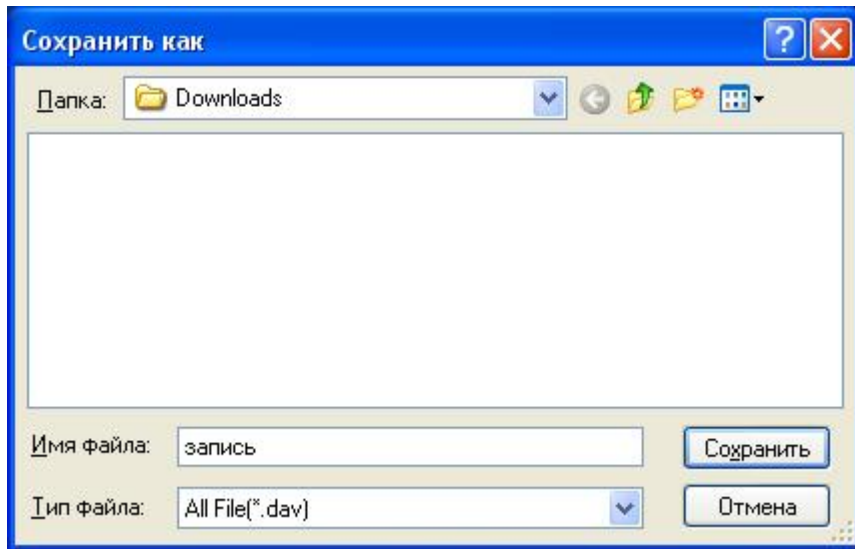 Сохранить как
Папка: Downloads
Имя файла: запись Сохранить
Тип файла: All File(*.dav) Отмена